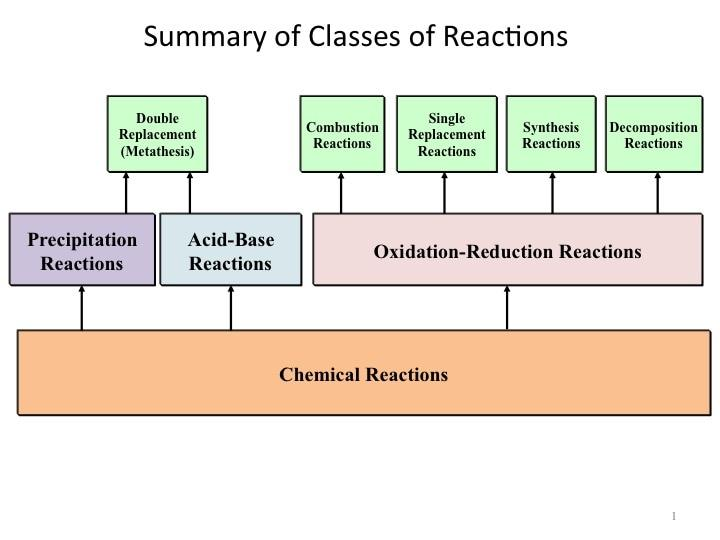 Summary of Classes of Reactions
Double
Replacement
(Metathesis)
Combustion
Reactions
Single
Replacement
Reactions
Synthesis
Reactions
Decomposition
Reactions
Precipitation
Reactions
Acid-Base
Reactions
Oxidation-Reduction Reactions
Chemical Reactions
1